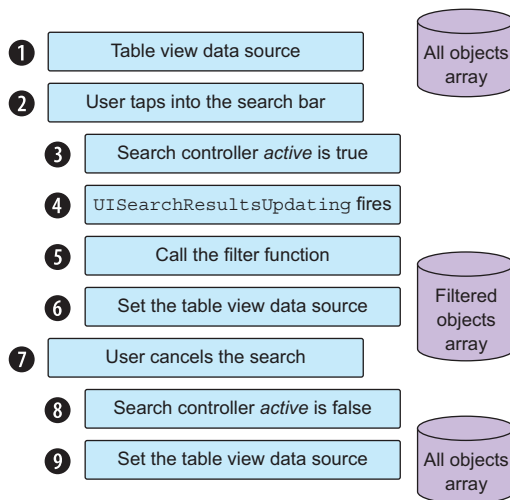 1 Table view data source
All objects
array
2 User taps into the search bar
3 Search controller active is true
4 UISearchResultsUpdating fires
5 Call the filter function
6 Set the table view data source
Filtered
objects
array
7 User cancels the search
8 Search controller active is false
9 Set the table view data source
All objects
array